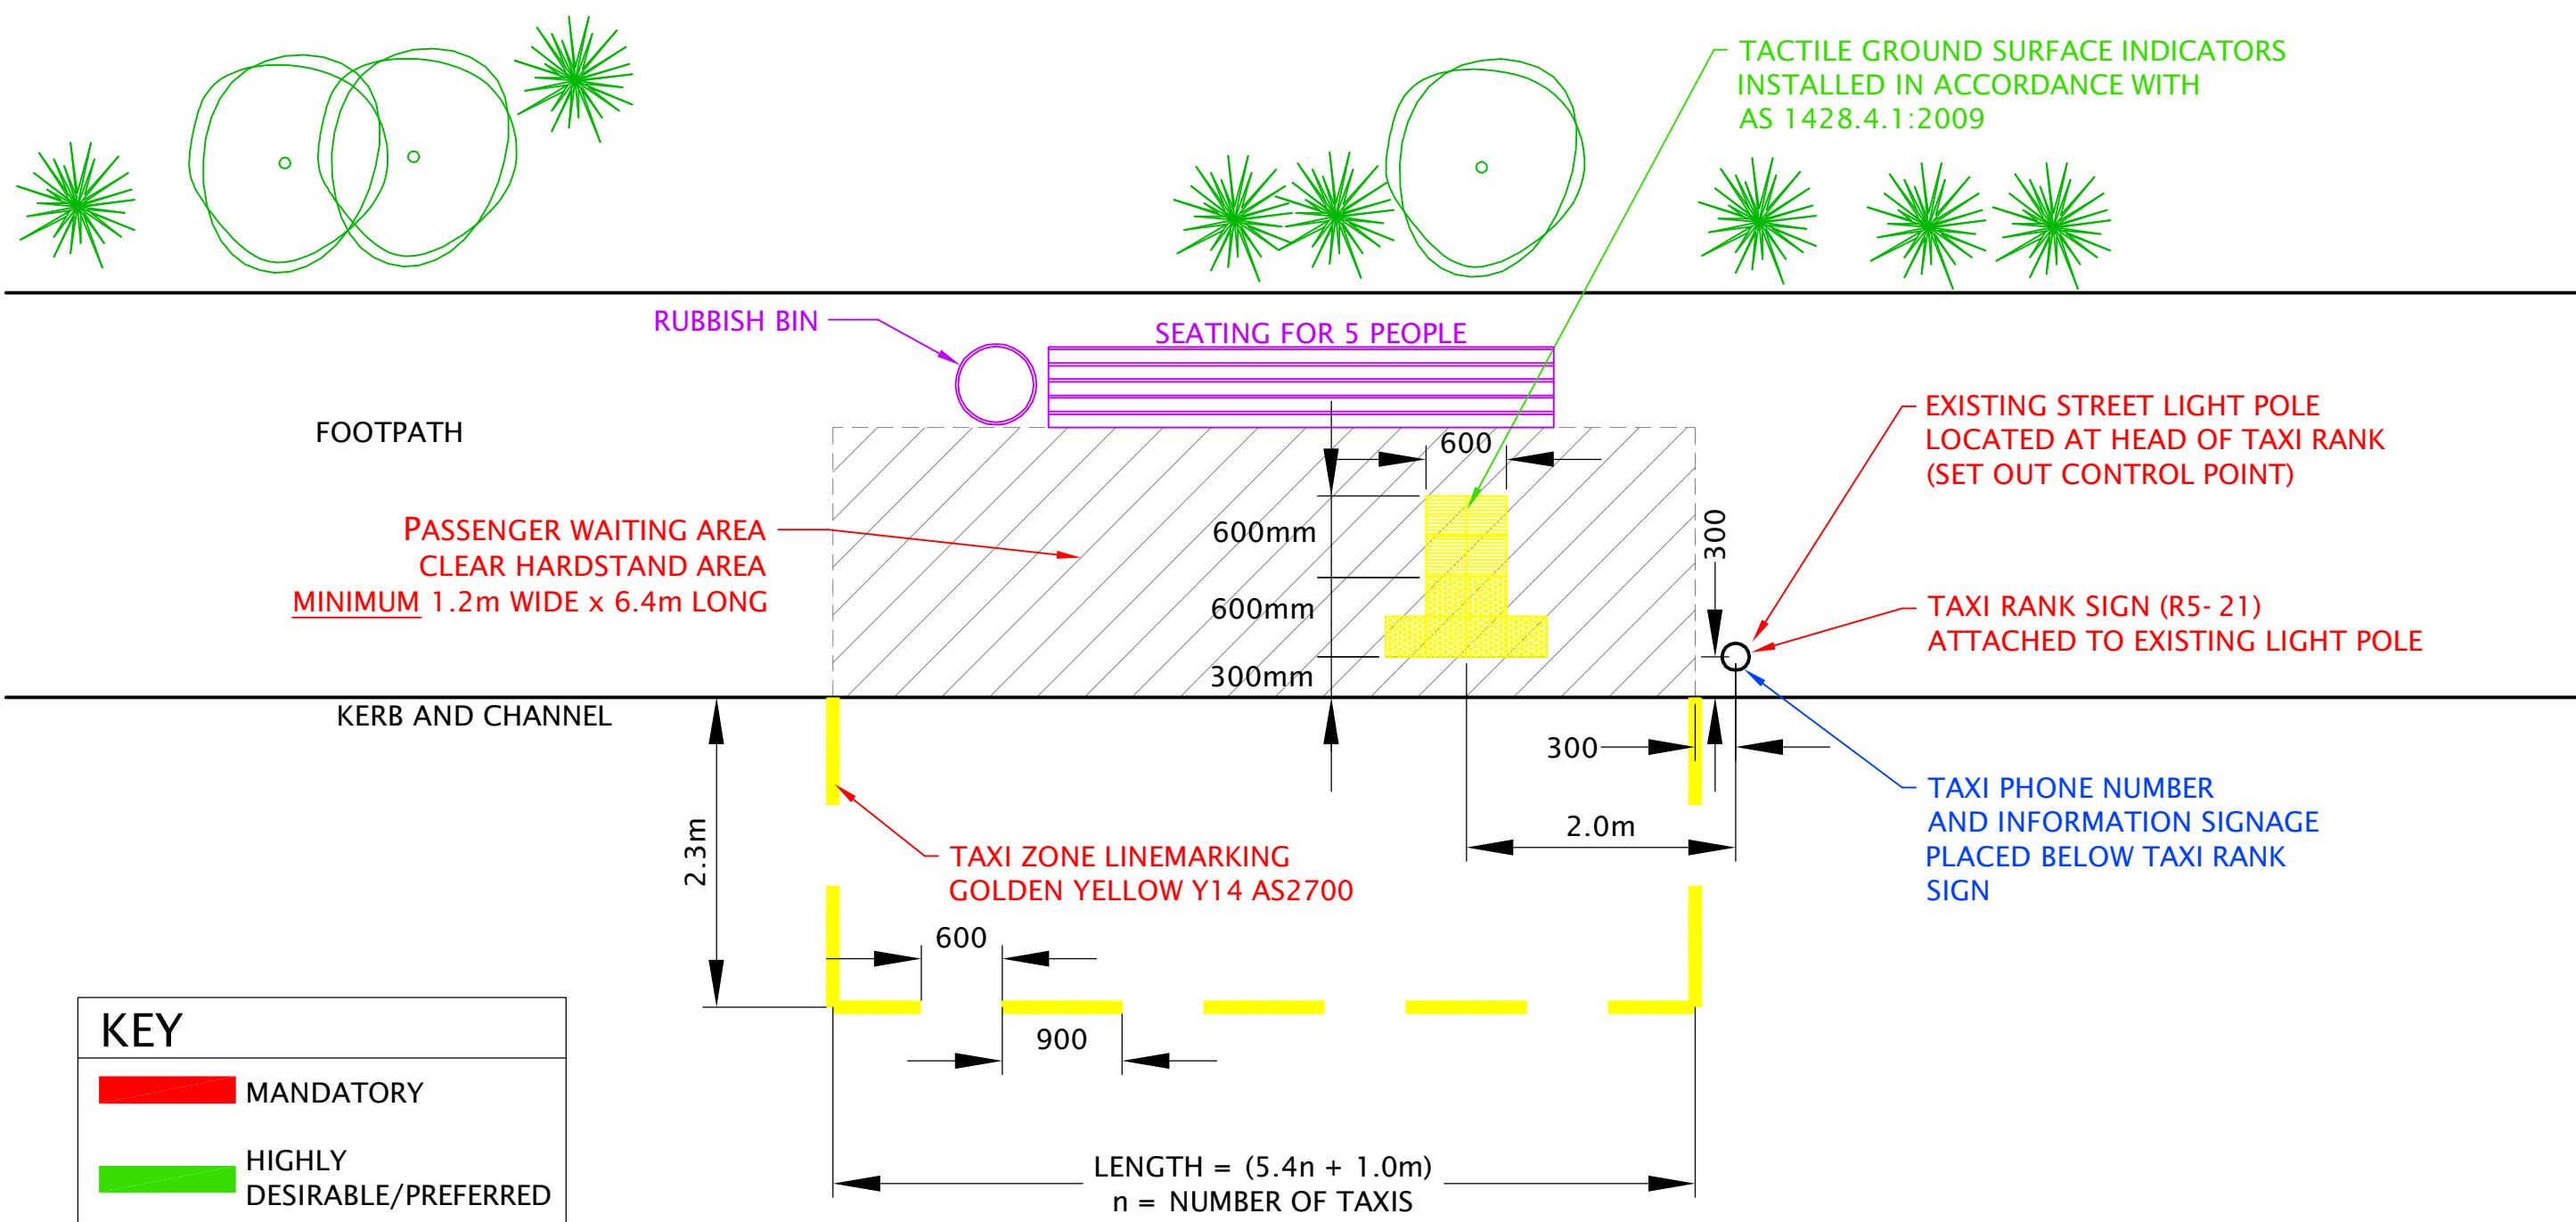 TACTILE GROUND SURFACE INDICATORS
INSTALLED IN ACCORDANCE WITH
AS 1428.4.1:2009
RUBBISH BIN
SEATING FOR 5 PEOPLE
FOOTPATH
EXISTING STREET LIGHT POLE
LOCATED AT HEAD OF TAXI RANK
(SET OUT CONTROL POINT)
600
PASSENGER WAITING AREA
CLEAR HARDSTAND AREA
MINIMUM 1.2m WIDE x 6.4m LONG
600mm
600mm
300mm
300
TAXI RANK SIGN (R5-21)
ATTACHED TO EXISTING LIGHT POLE
KERB AND CHANNEL
300
2.3m
2.0m
TAXI PHONE NUMBER
AND INFORMATION SIGNAGE
PLACED BELOW TAXI RANK
SIGN
TAXI ZONE LINEMARKING
GOLDEN YELLOW Y14 AS2700
600
900
KEY
MANDATORY
HIGHLY
DESIRABLE/PREFERRED
LENGTH = (5.4n + 1.0m)
n = NUMBER OF TAXIS